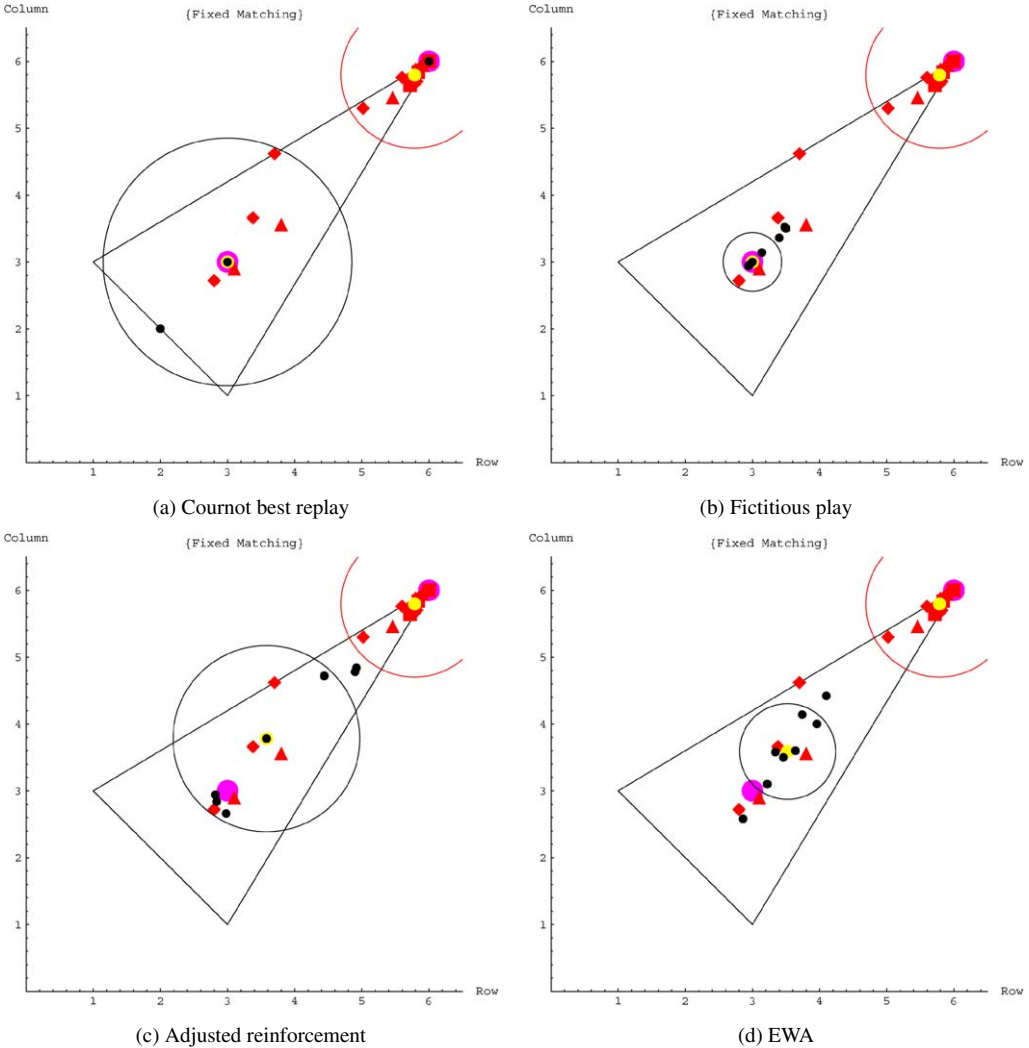 Column
{Fixed Matching}
6
5
4
3
2
1
1 2 3 4 5 6
Row
(a) Cournot best replay
Column
{Fixed Matching}
6
5
4
3
2
1
1 2 3 4 5 6
Row
(b) Fictitious play
Column
{Fixed Matching}
6
5
4
3
2
1
1 2 3 4 5 6
Row
(c) Adjusted reinforcement
Column
{Fixed Matching}
6
5
4
3
2
1
1 2 3 4 5 6
Row
(d) EWA